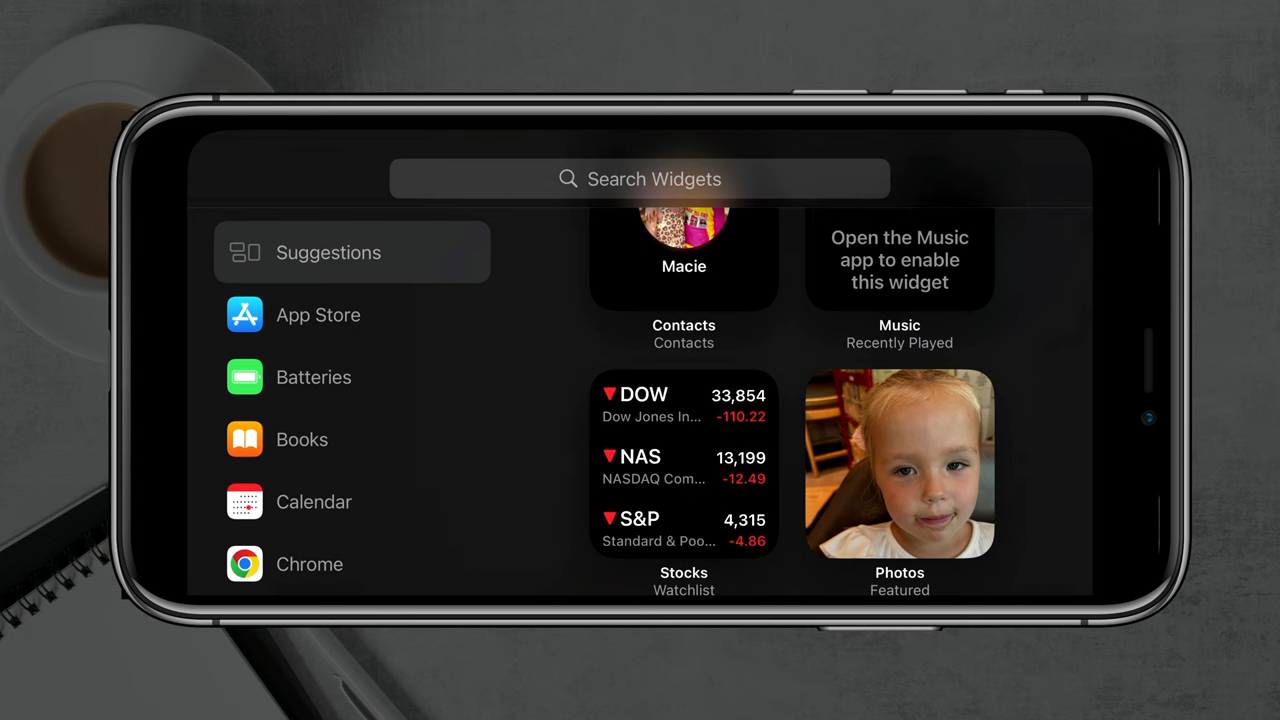 Search Widgets
Suggestions
App Store
Batteries
Books
Calendar
Chrome
Macie
Contacts
Contacts
Open the Music
app to enable
this widget
Music
Recently Played
DOW 33,854
Dow Jones In... -110.22
NAS 13,199
NASDAQ Com... -12.49
S&P 4,315
Standard & Poo... -4.86
Stocks
Watchlist
Photos
Featured